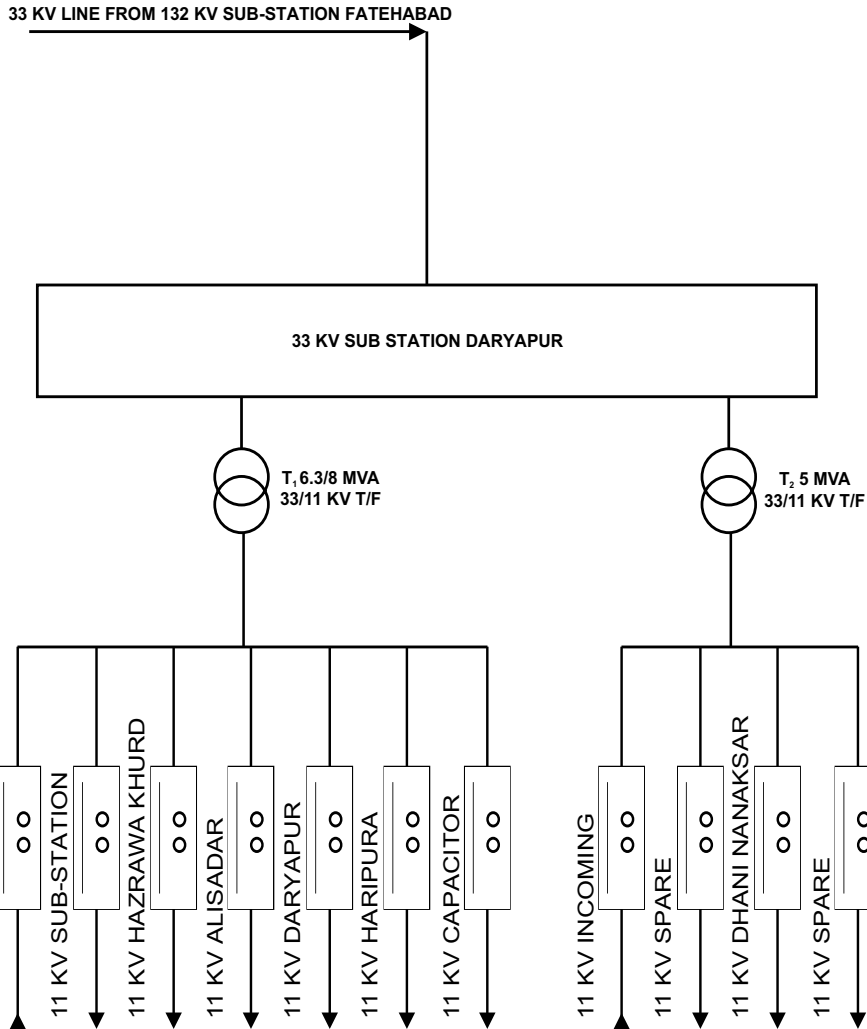 33 KV LINE FROM 132 KV SUB-STATION FATEHABAD
33 KV SUB STATION DARYAPUR
T₁ 6.3/8 MVA
33/11 KV T/F
T₂ 5 MVA
33/11 KV T/F
11 KV SUB-STATION
11 KV HAZRAWA KHURD
11 KV ALISADAR
11 KV DARYAPUR
11 KV HARIPURA
11 KV CAPACITOR
11 KV INCOMING
11 KV SPARE
11 KV DHANI NANAKSAR
11 KV SPARE